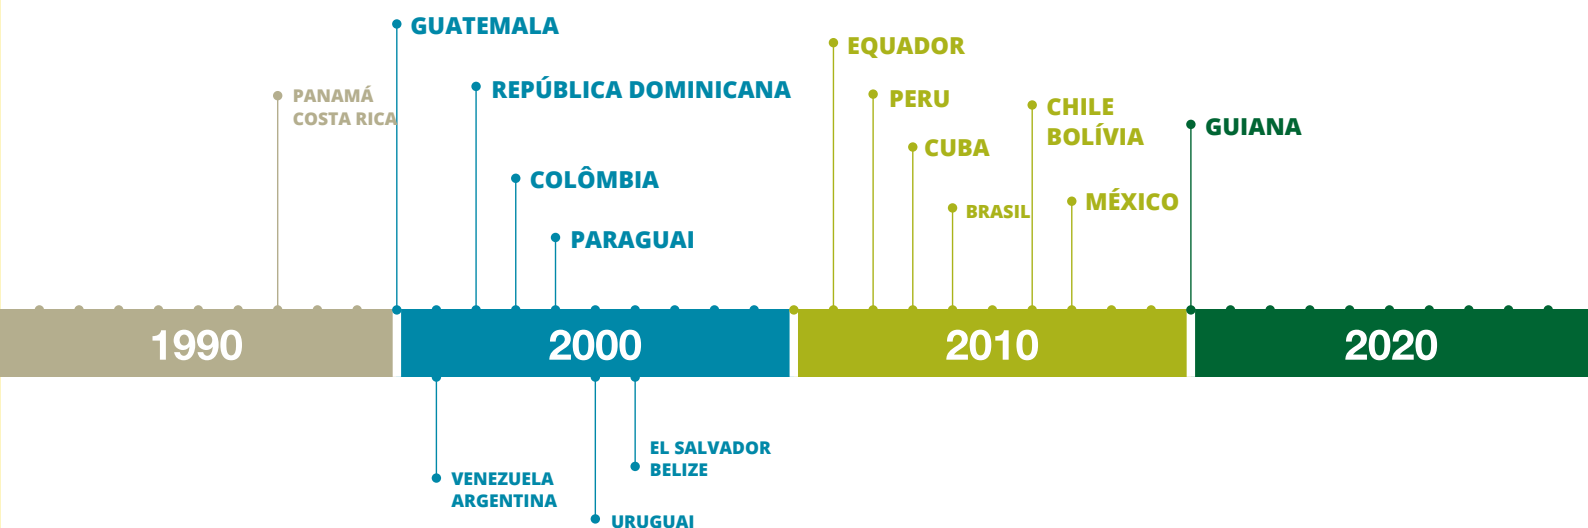 GUATEMALA
PANAMÁ
COSTA RICA
REPÚBLICA DOMINICANA
COLÔMBIA
PARAGUAI
EQUADOR
PERU
CUBA
BRASIL
CHILE
BOLÍVIA
MÉXICO
GUIANA
1990
2000
2010
2020
VENEZUELA
ARGENTINA
URUGUAI
EL SALVADOR
BELIZE